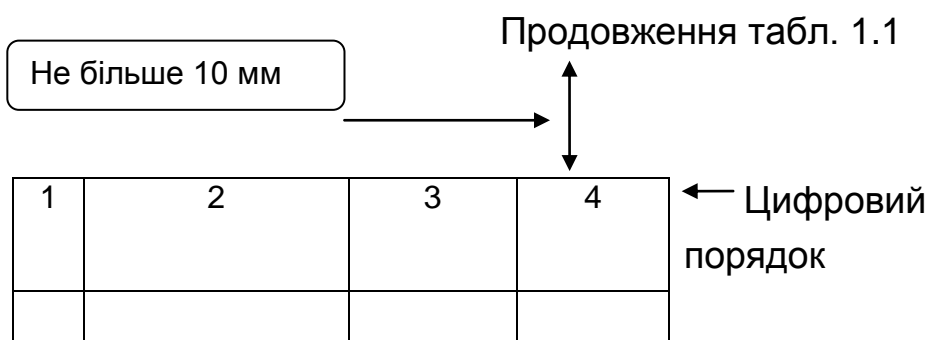 Продовження табл. 1.1
Не більше 10 мм
1 2 3 4
Цифровий
порядок